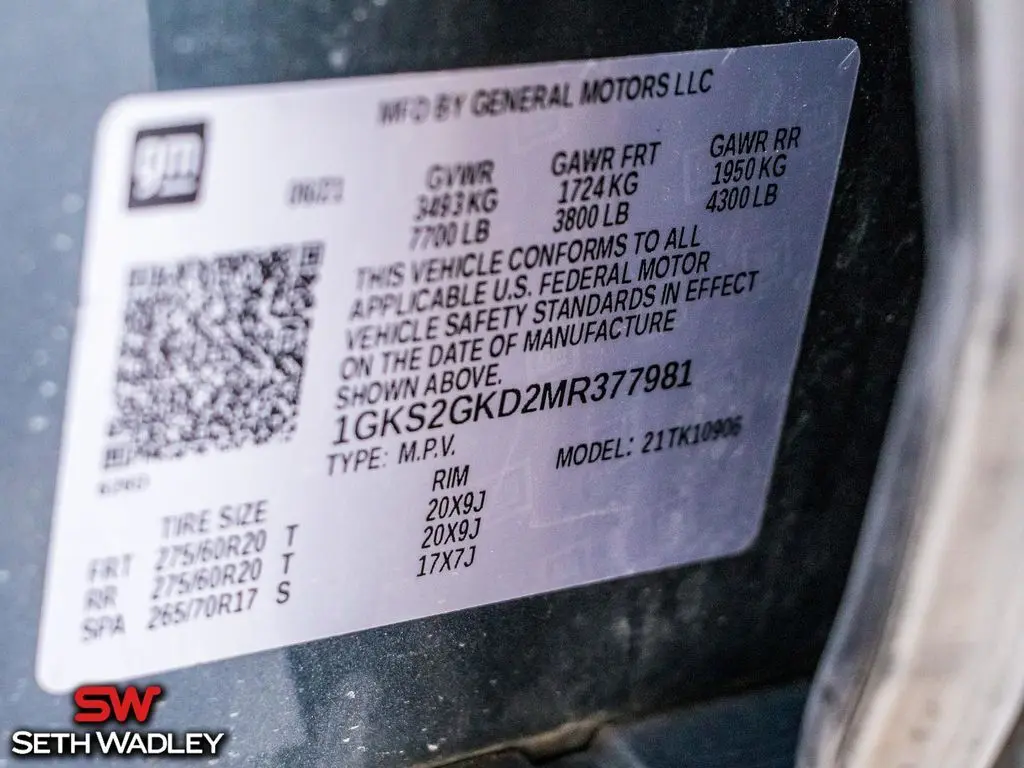 MFD BY GENERAL MOTORS LLC
gm
06/21
GVWR GAWR FRT GAWR RR
3493 KG 1724 KG 1950 KG
7700 LB 3800 LB 4300 LB
THIS VEHICLE CONFORMS TO ALL
APPLICABLE U.S. FEDERAL MOTOR
VEHICLE SAFETY STANDARDS IN EFFECT
ON THE DATE OF MANUFACTURE
SHOWN ABOVE.
1GKS2GKD2MR377981
TYPE: M.P.V. MODEL: 21TK10906
TIRE SIZE RIM
FRT 275/60R20 T 20X9J
RR 275/60R20 T 20X9J
SPA 265/70R17 S 17X7J
SW
SETH WADLEY